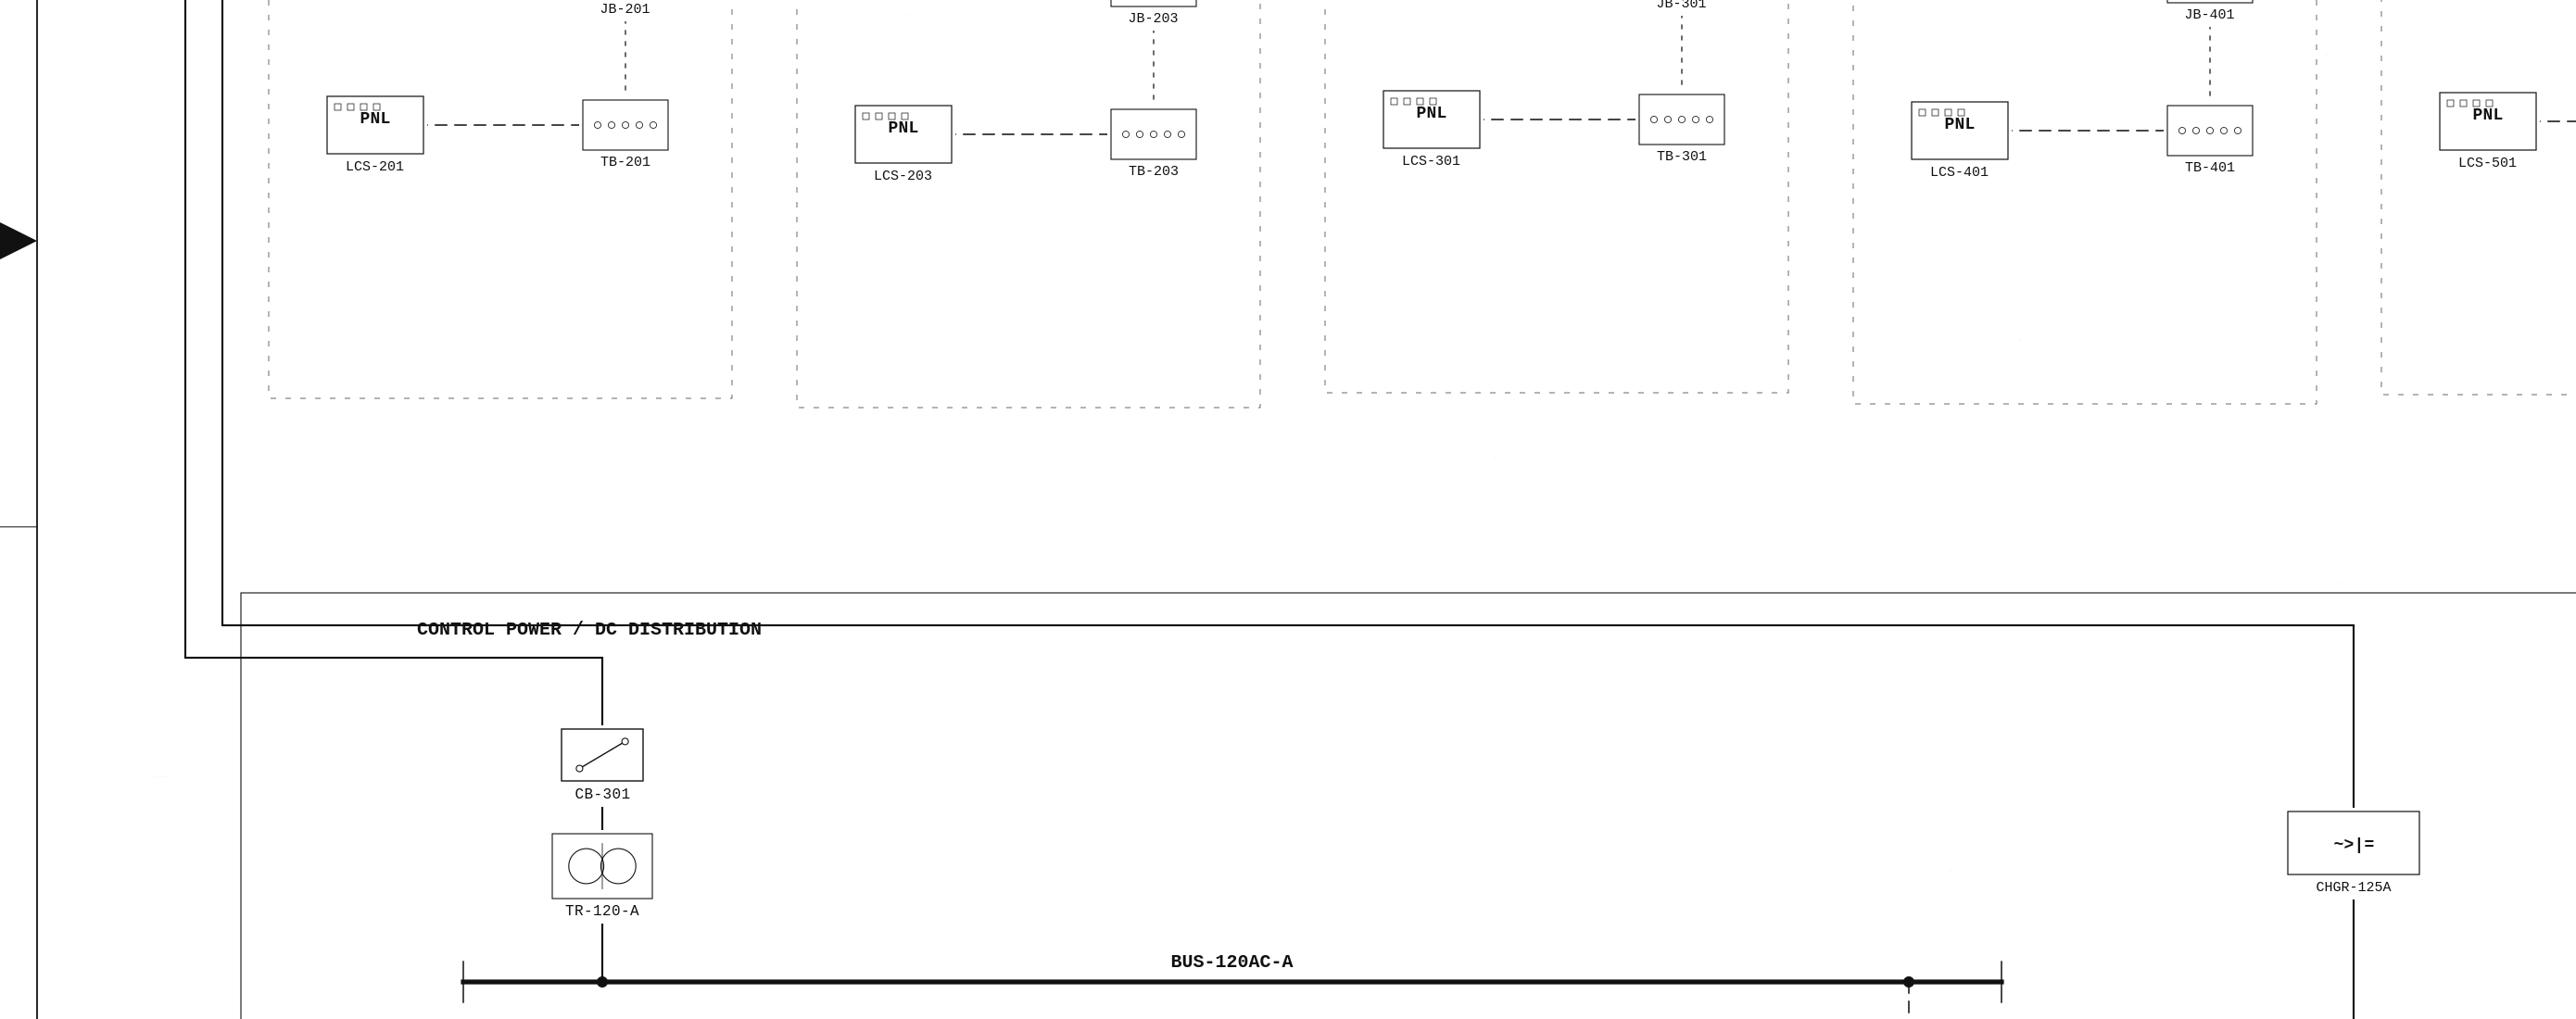 JB-201
JB-203
JB-301
JB-401
PNL
PNL
PNL
PNL
PNL
LCS-201
TB-201
LCS-203
TB-203
LCS-301
TB-301
LCS-401
TB-401
LCS-501
CONTROL POWER / DC DISTRIBUTION
CB-301
~>|=
CHGR-125A
TR-120-A
BUS-120AC-A